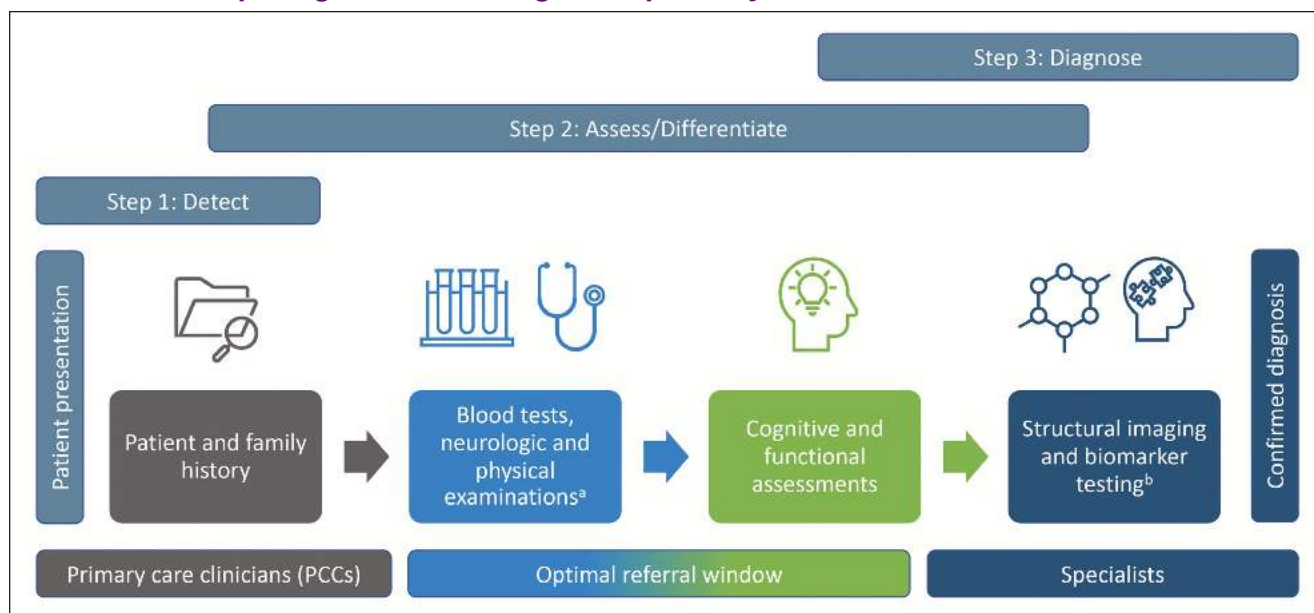 Step 3: Diagnose
Step 2: Assess/Differentiate
Step 1: Detect
Patient presentation
Patient and family
history
Blood tests,
neurologic and
physical
examinationsᵃ
Cognitive and
functional
assessments
Structural imaging
and biomarker
testingᵇ
Confirmed diagnosis
Primary care clinicians (PCCs)
Optimal referral window
Specialists